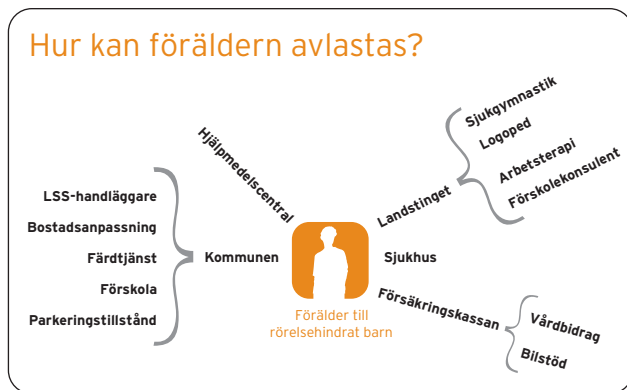 Hur kan föräldern avlastas?
Hjälpmedelscentral
LSS-handläggare
Bostadsanpassning
Färdtjänst
Förskola
Parkeringstillstånd
Kommunen
Förälder till
rörelsehindrat barn
Landstinget
Sjukgymnastik
Logoped
Arbetsterapi
Förskolekonsulent
Sjukhus
Försäkringskassan
Vårdbidrag
Bilstöd